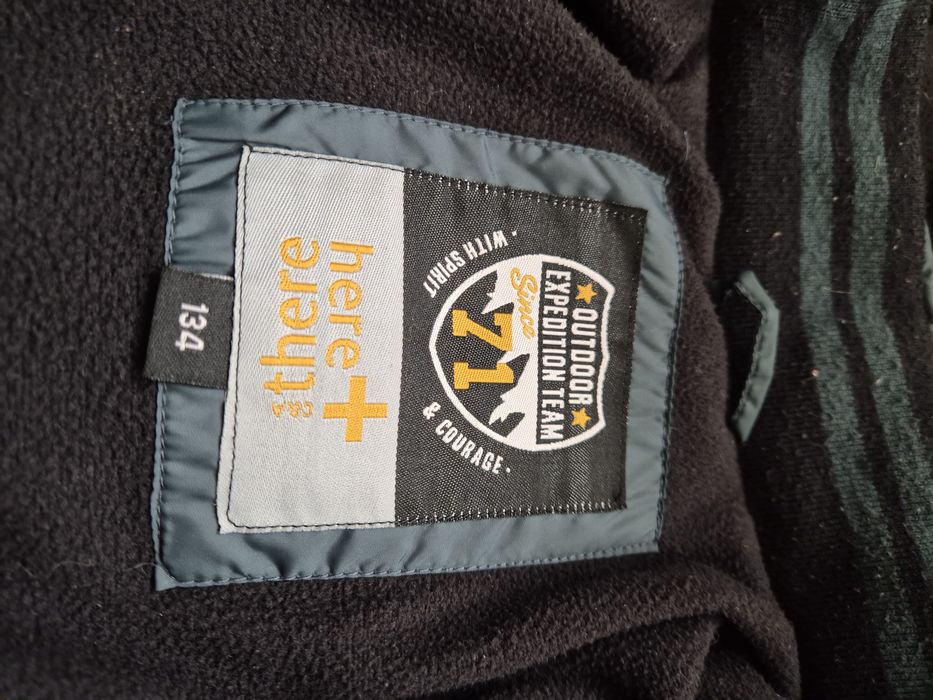 OUTDOOR
EXPEDITION TEAM
Since
71
· WITH SPIRIT
& COURAGE ·
here+
there
C&A
134